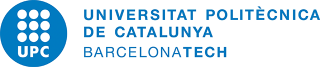 UPC
UNIVERSITAT POLITÈCNICA
DE CATALUNYA
BARCELONATECH